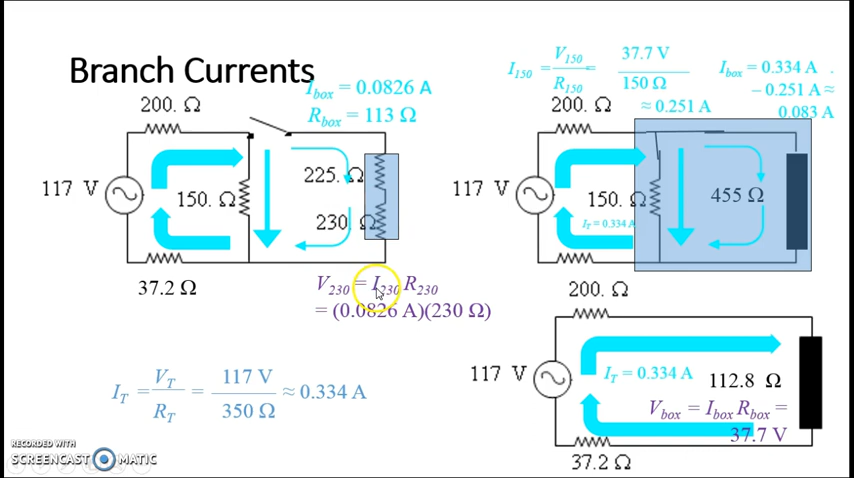 Branch Currents
I_box = 0.0826 A
R_box = 113 Ω
200. Ω
117 V
150. Ω
225. Ω
230 Ω
37.2 Ω
V_230 = I_230 R_230
= (0.0826 A)(230 Ω)
I_T = V_T / R_T = 117 V / 350 Ω ≈ 0.334 A
I_150 = V_150 / R_150 = 37.7 V / 150 Ω
≈ 0.251 A
I_box = 0.334 A .
− 0.251 A ≈
0.083 A
200. Ω
117 V
150. Ω
455 Ω
I_T = 0.334 A
200. Ω
117 V
I_T = 0.334 A
112.8 Ω
V_box = I_box R_box =
37.7 V
37.2 Ω
RECORDED WITH
SCREENCAST MATIC